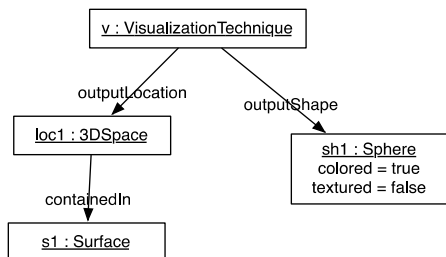 v : VisualizationTechnique
outputLocation
outputShape
loc1 : 3DSpace
sh1 : Sphere
colored = true
textured = false
containedIn
s1 : Surface